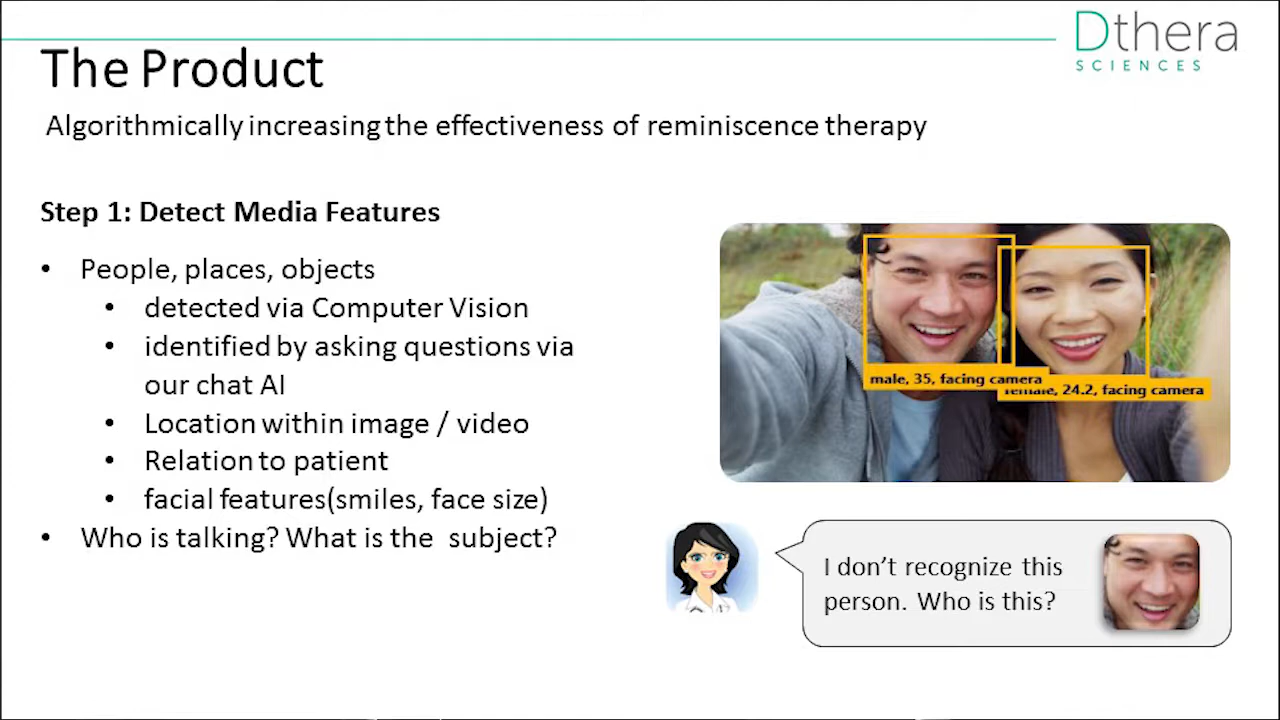 Dthera
SCIENCES
The Product
Algorithmically increasing the effectiveness of reminiscence therapy
Step 1: Detect Media Features
• People, places, objects
• detected via Computer Vision
• identified by asking questions via
our chat AI
• Location within image / video
• Relation to patient
• facial features(smiles, face size)
• Who is talking? What is the subject?
male, 35, facing camera
female, 24.2, facing camera
I don’t recognize this
person. Who is this?